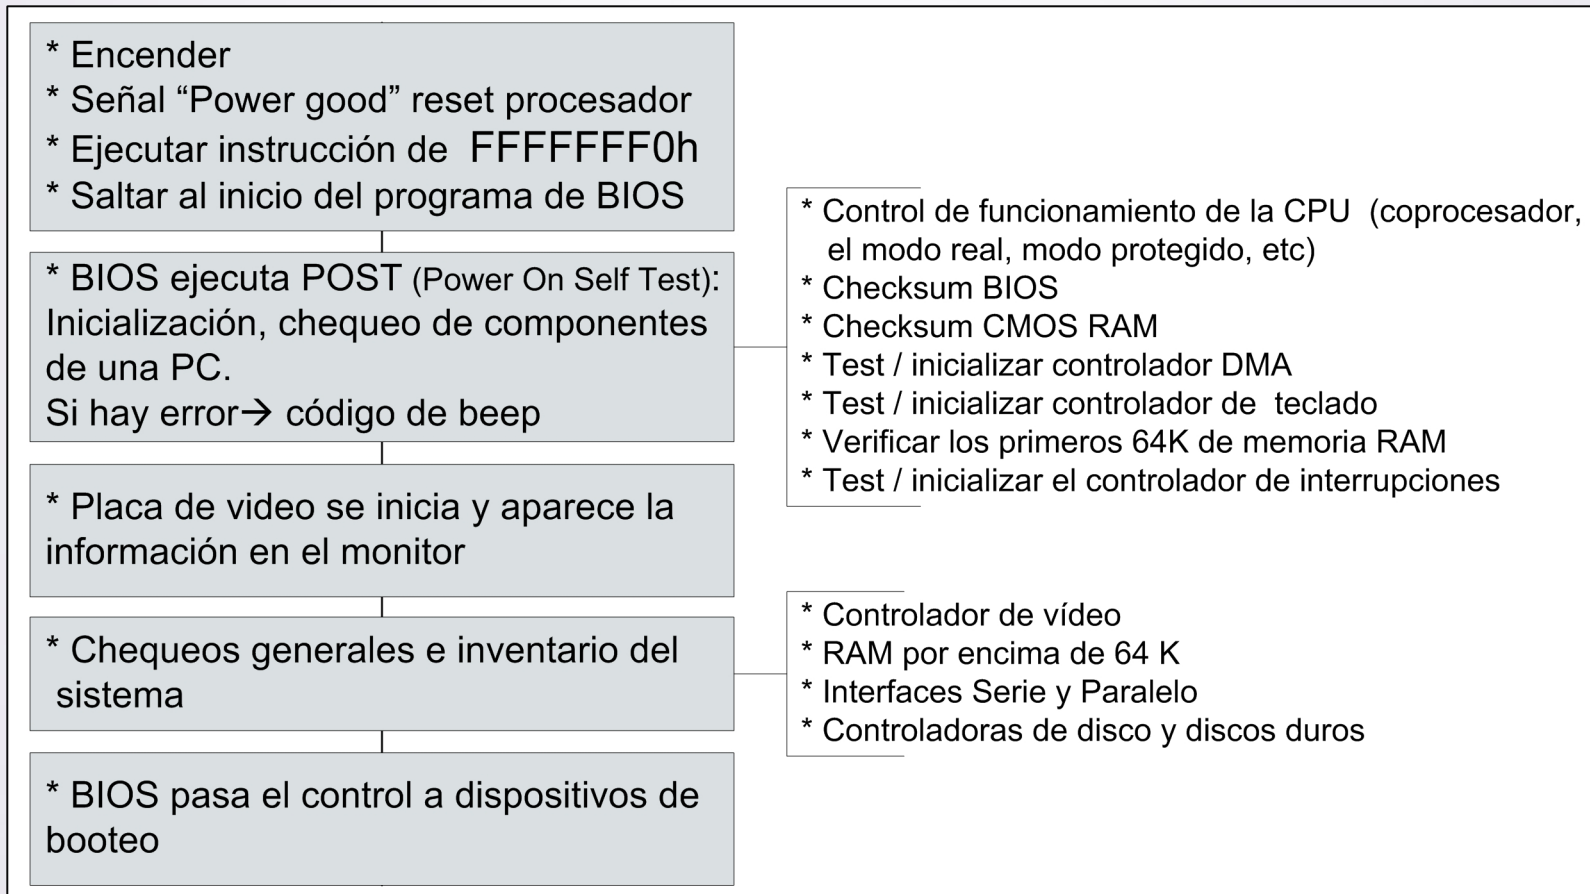 * Encender
* Señal “Power good” reset procesador
* Ejecutar instrucción de FFFFFFF0h
* Saltar al inicio del programa de BIOS
* BIOS ejecuta POST (Power On Self Test):
Inicialización, chequeo de componentes
de una PC.
Si hay error→ código de beep
* Control de funcionamiento de la CPU (coprocesador,
el modo real, modo protegido, etc)
* Checksum BIOS
* Checksum CMOS RAM
* Test / inicializar controlador DMA
* Test / inicializar controlador de teclado
* Verificar los primeros 64K de memoria RAM
* Test / inicializar el controlador de interrupciones
* Placa de video se inicia y aparece la
información en el monitor
* Chequeos generales e inventario del
sistema
* Controlador de vídeo
* RAM por encima de 64 K
* Interfaces Serie y Paralelo
* Controladoras de disco y discos duros
* BIOS pasa el control a dispositivos de
booteo